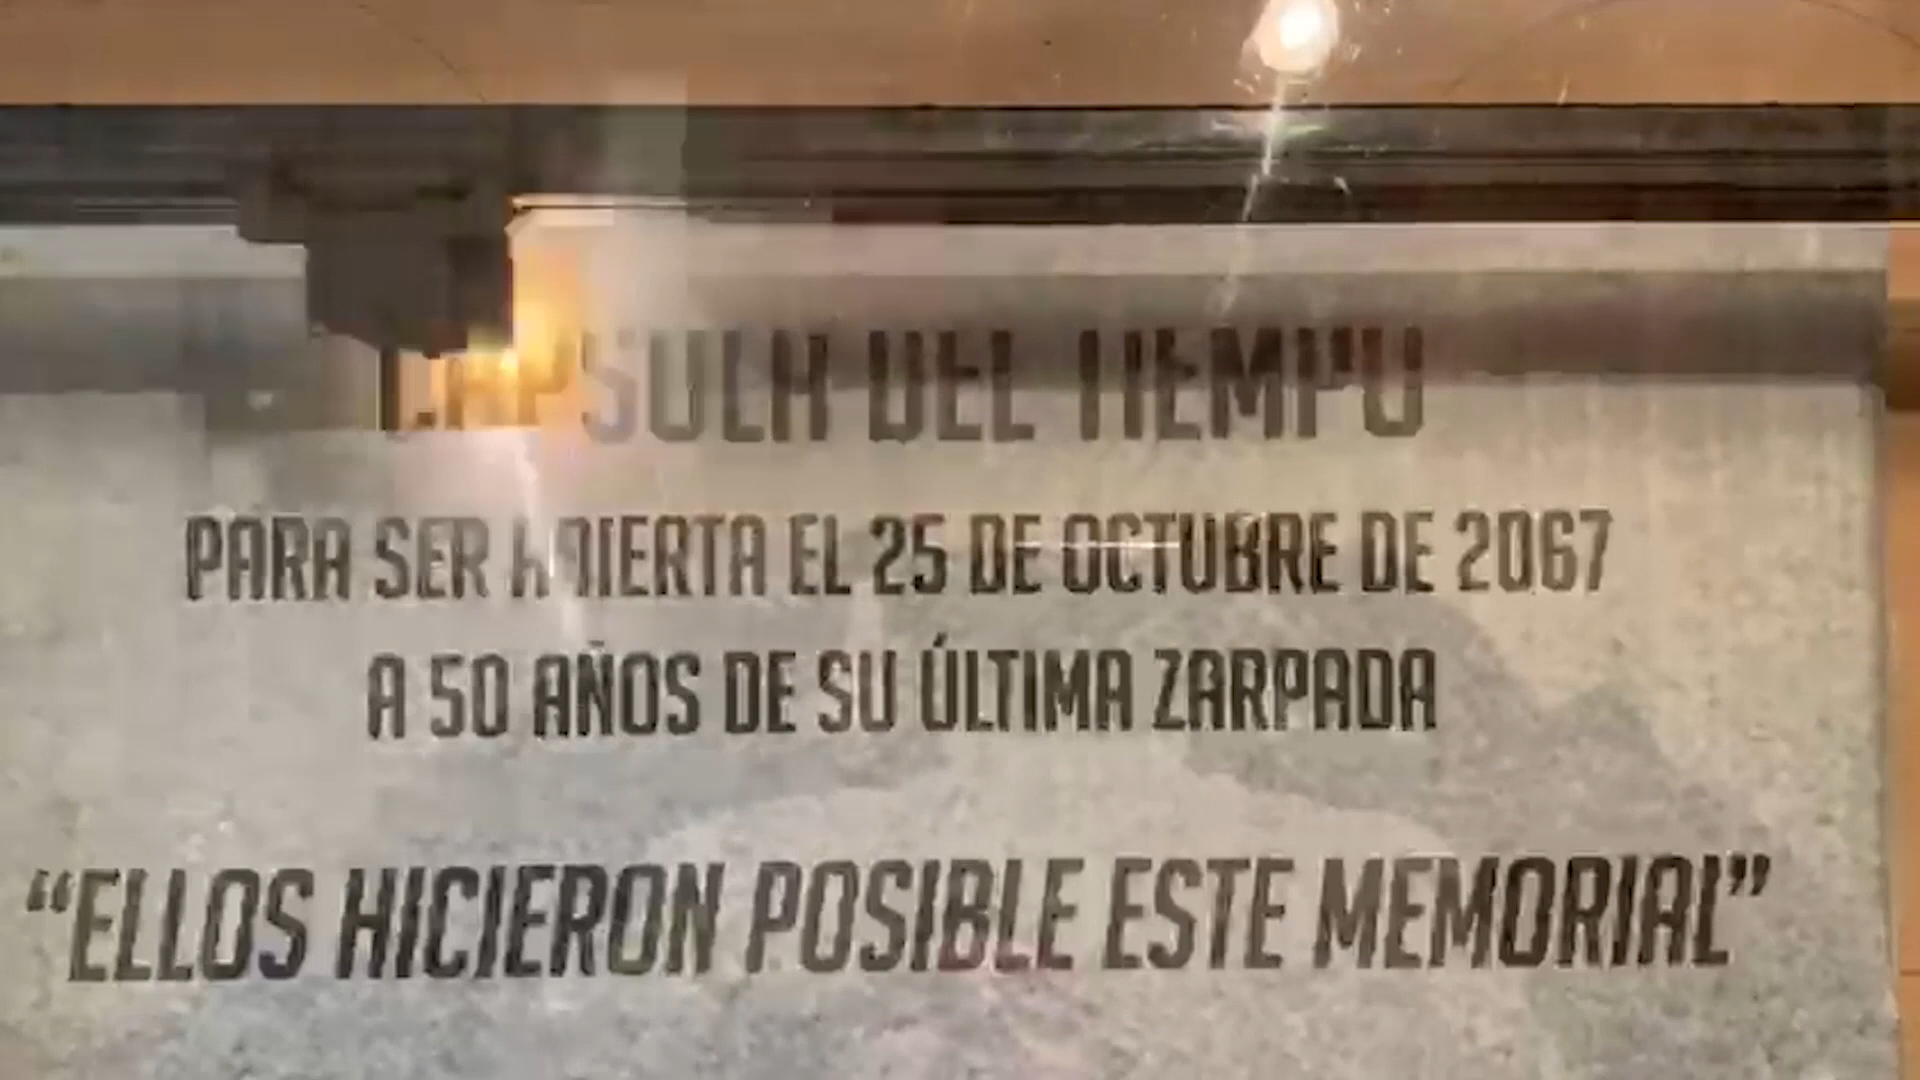 CÁPSULA DEL TIEMPO
PARA SER ABIERTA EL 25 DE OCTUBRE DE 2067
A 50 AÑOS DE SU ÚLTIMA ZARPADA
“ELLOS HICIERON POSIBLE ESTE MEMORIAL”